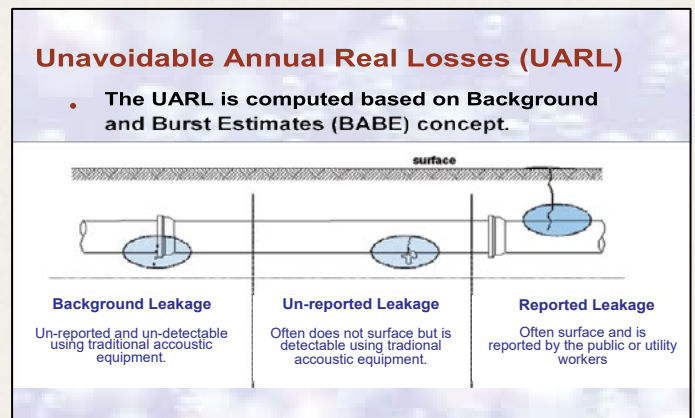 Unavoidable Annual Real Losses (UARL)
• The UARL is computed based on Background
and Burst Estimates (BABE) concept.
surface
Background Leakage
Un-reported and un-detectable
using traditional accoustic
equipment.
Un-reported Leakage
Often does not surface but is
detectable using tradional
accoustic equipment.
Reported Leakage
Often surface and is
reported by the public or utility
workers